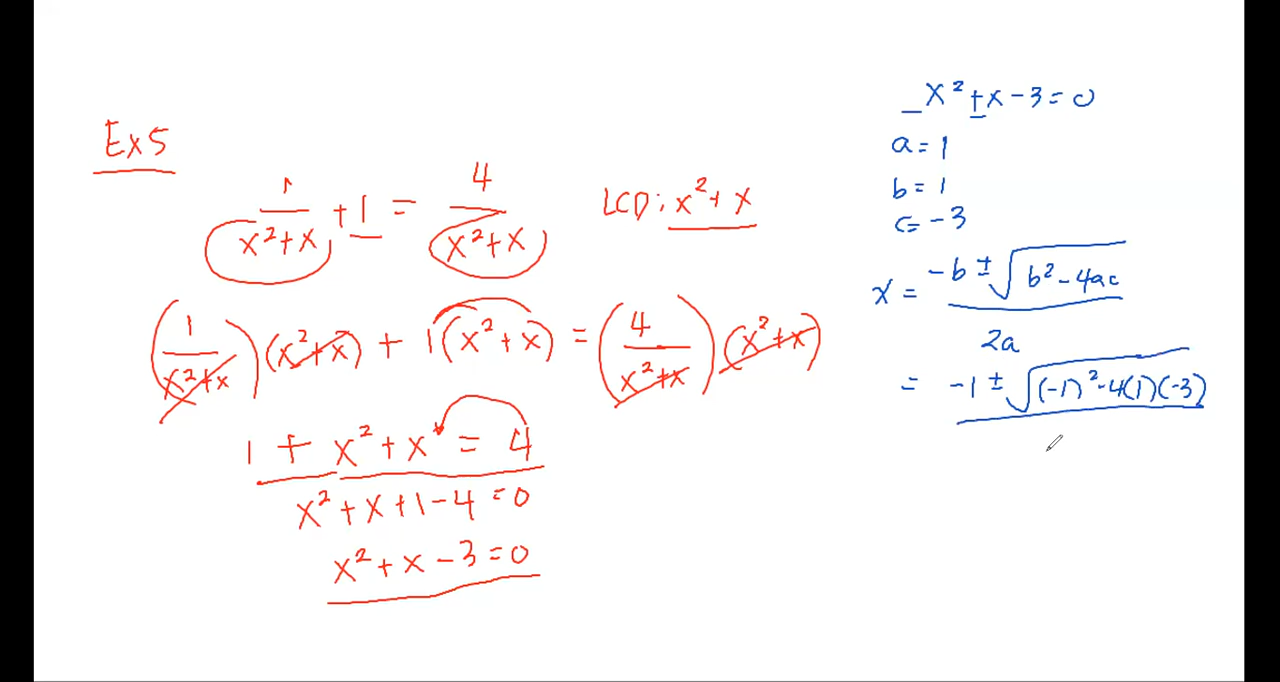 Ex5
1/(x²+x) + 1 = 4/(x²+x)
LCD: x²+x
(1/(x²+x))(x²+x) + 1(x²+x) = (4/(x²+x))(x²+x)
1 + x²+x = 4
x²+x+1-4=0
x²+x-3=0
_x²+x-3=0
a=1
b=1
c=-3
x = (-b ± √(b²-4ac))/2a
= -1 ± √((-1)²-4(1)(-3))